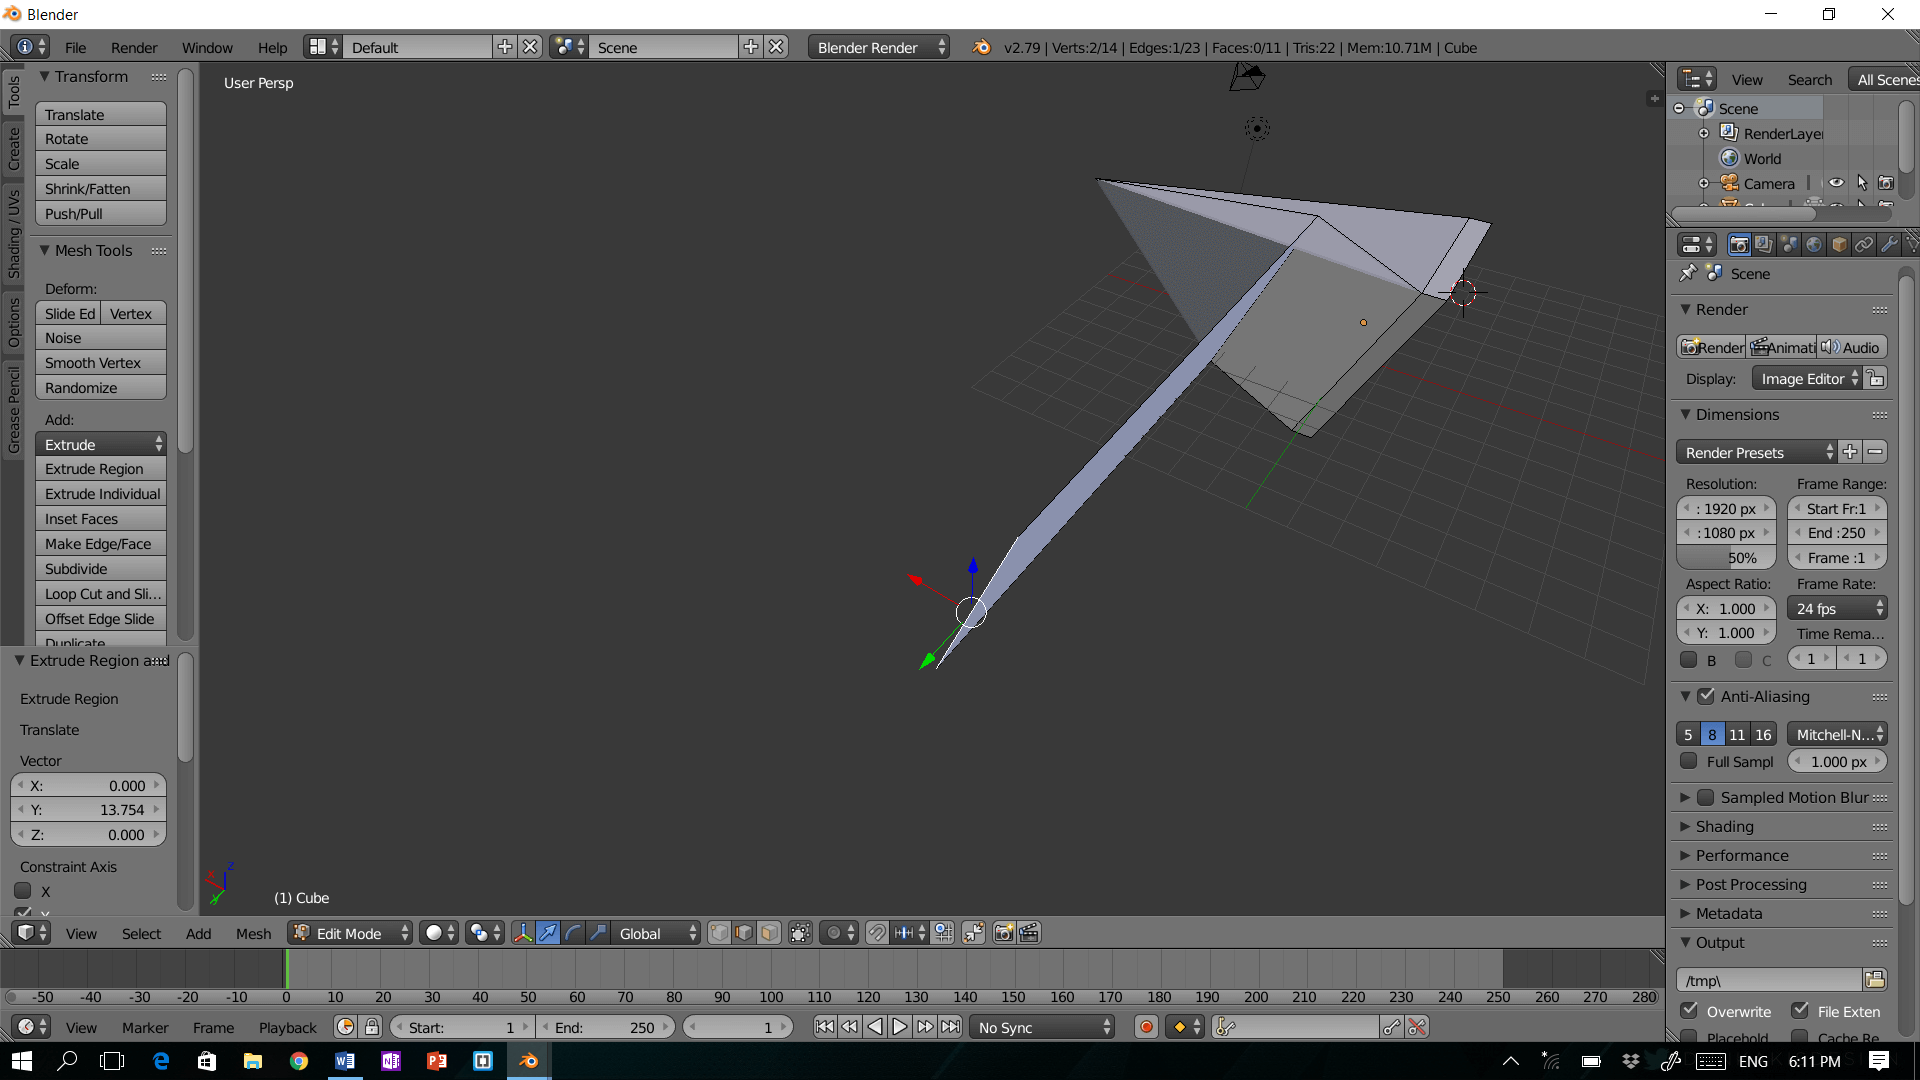 Blender
File Render Window Help Default Scene Blender Render v2.79 | Verts:2/14 | Edges:1/23 | Faces:0/11 | Tris:22 | Mem:10.71M | Cube
Tools
Create
Shading / UVs
Options
Grease Pencil
Transform
Translate
Rotate
Scale
Shrink/Fatten
Push/Pull
Mesh Tools
Deform:
Slide Ed Vertex
Noise
Smooth Vertex
Randomize
Add:
Extrude
Extrude Region
Extrude Individual
Inset Faces
Make Edge/Face
Subdivide
Loop Cut and Sli...
Offset Edge Slide
Duplicate
Extrude Region and
Extrude Region
Translate
Vector
X: 0.000
Y: 13.754
Z: 0.000
Constraint Axis
X
User Persp
x z
y
(1) Cube
View Select Add Mesh Edit Mode Global
View Search All Scenes
Scene
RenderLayer
World
Camera
Scene
Render
Render Animati Audio
Display: Image Editor
Dimensions
Render Presets
Resolution: Frame Range:
: 1920 px Start Fr:1
:1080 px End :250
50% Frame :1
Aspect Ratio: Frame Rate:
X: 1.000 24 fps
Y: 1.000 Time Rema...
B C 1 1
Anti-Aliasing
5 8 11 16 Mitchell-N...
Full Sampl 1.000 px
Sampled Motion Blur
Shading
Performance
Post Processing
Metadata
Output
/tmp\
Overwrite File Exten
Placehold Cache Re
-50 -40 -30 -20 -10 0 10 20 30 40 50 60 70 80 90 100 110 120 130 140 150 160 170 180 190 200 210 220 230 240 250 260 270 280
View Marker Frame Playback Start: 1 End: 250 1 No Sync
ENG 6:11 PM